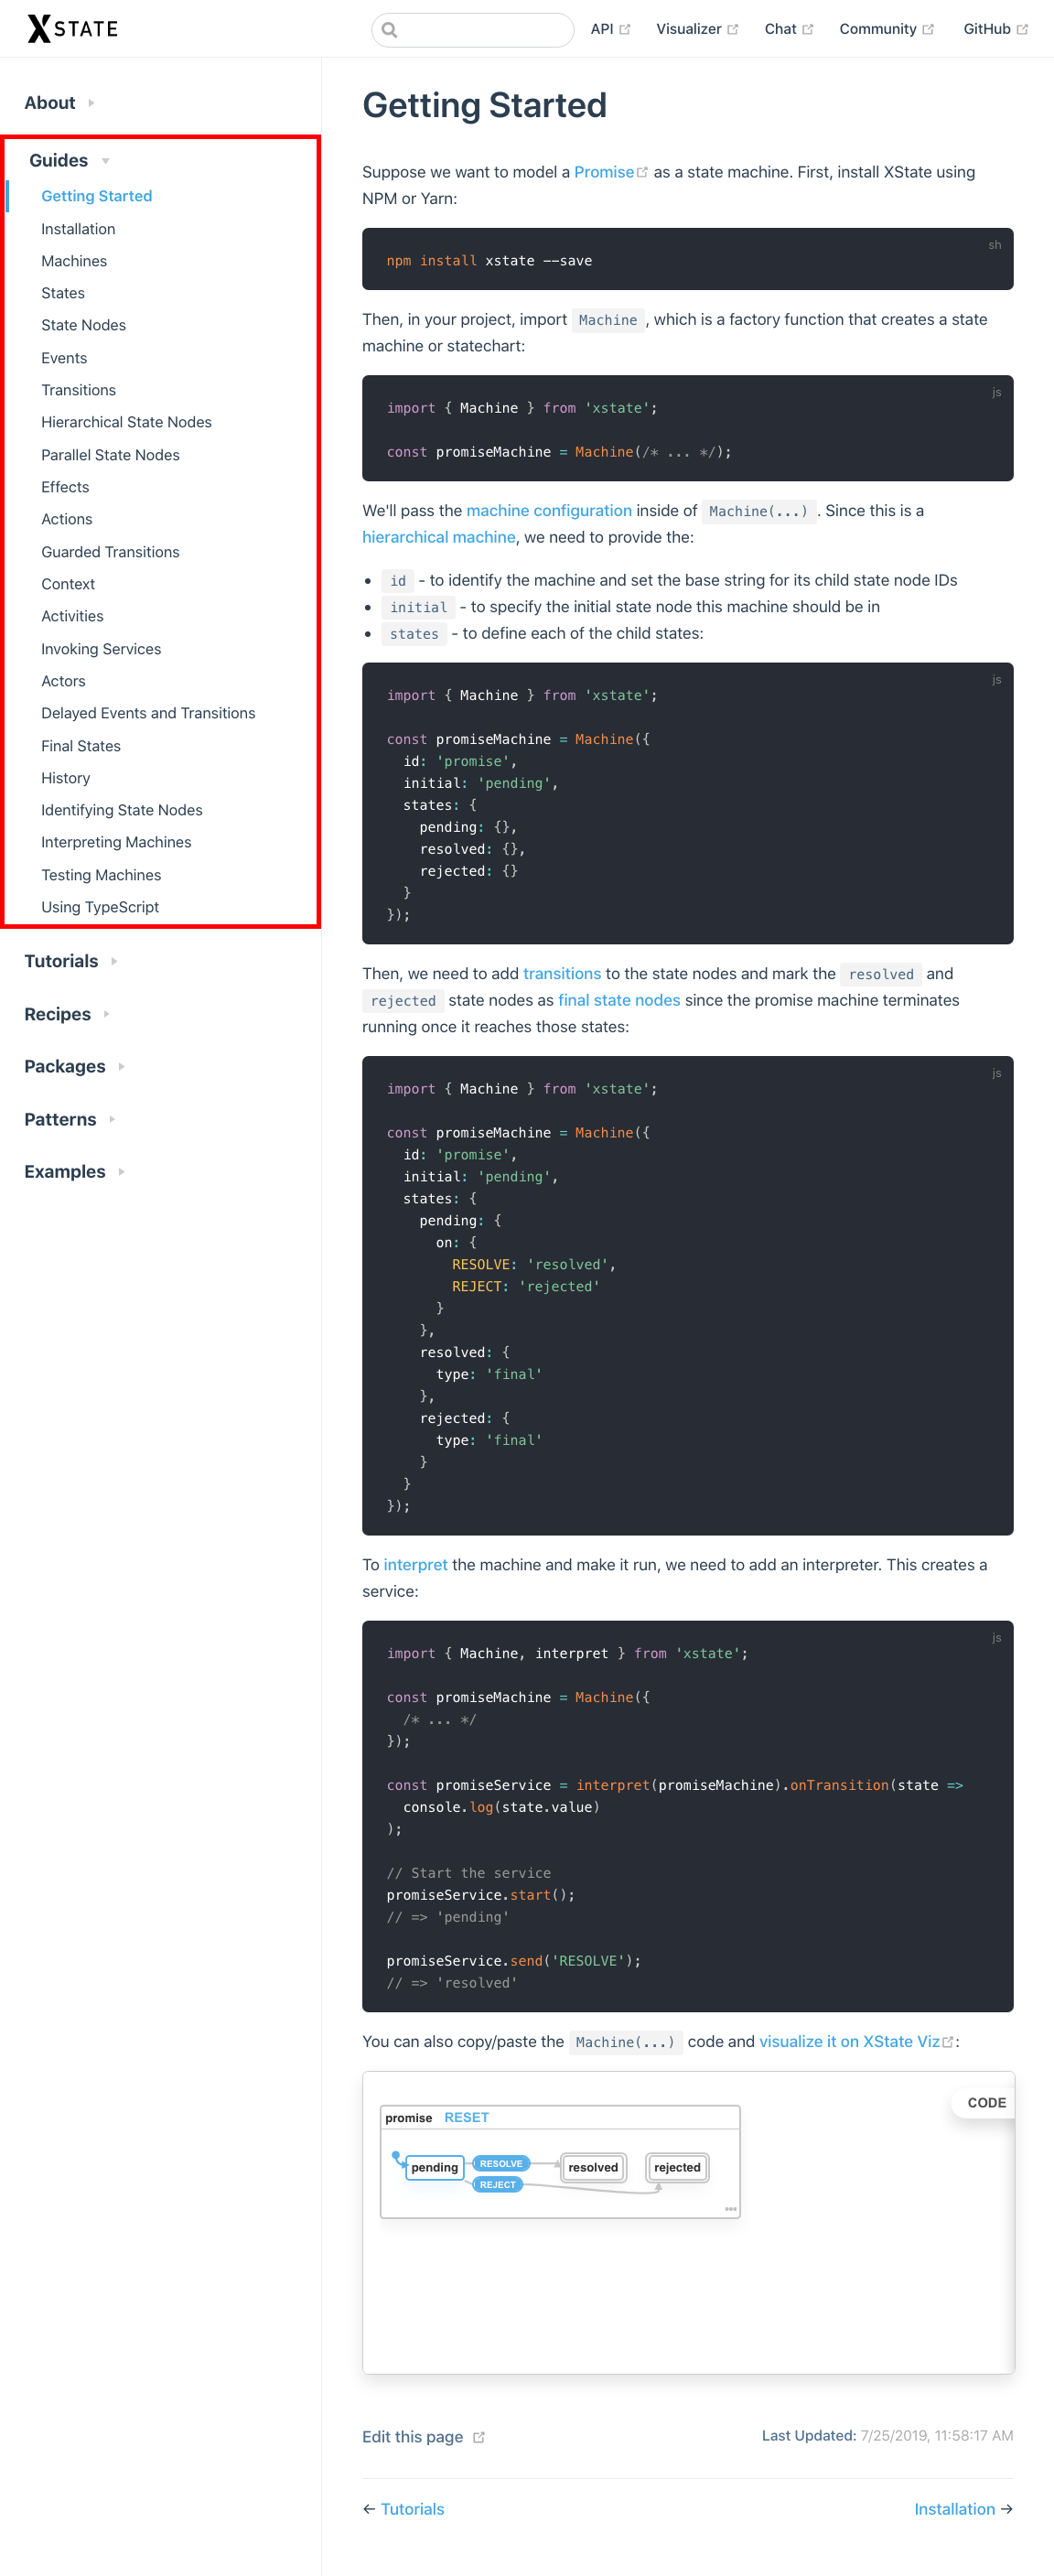 XSTATE
API
Visualizer
Chat
Community
GitHub
About
Guides
Getting Started
Installation
Machines
States
State Nodes
Events
Transitions
Hierarchical State Nodes
Parallel State Nodes
Effects
Actions
Guarded Transitions
Context
Activities
Invoking Services
Actors
Delayed Events and Transitions
Final States
History
Identifying State Nodes
Interpreting Machines
Testing Machines
Using TypeScript
Tutorials
Recipes
Packages
Patterns
Examples
Getting Started
Suppose we want to model a Promise as a state machine. First, install XState using
NPM or Yarn:
sh
npm install xstate --save
Then, in your project, import Machine, which is a factory function that creates a state
machine or statechart:
js
import { Machine } from 'xstate';
const promiseMachine = Machine(/* ... */);
We'll pass the machine configuration inside of Machine(...). Since this is a
hierarchical machine, we need to provide the:
• id - to identify the machine and set the base string for its child state node IDs
• initial - to specify the initial state node this machine should be in
• states - to define each of the child states:
js
import { Machine } from 'xstate';
const promiseMachine = Machine({
id: 'promise',
initial: 'pending',
states: {
pending: {},
resolved: {},
rejected: {}
}
});
Then, we need to add transitions to the state nodes and mark the resolved and
rejected state nodes as final state nodes since the promise machine terminates
running once it reaches those states:
js
import { Machine } from 'xstate';
const promiseMachine = Machine({
id: 'promise',
initial: 'pending',
states: {
pending: {
on: {
RESOLVE: 'resolved',
REJECT: 'rejected'
}
},
resolved: {
type: 'final'
},
rejected: {
type: 'final'
}
}
});
To interpret the machine and make it run, we need to add an interpreter. This creates a
service:
js
import { Machine, interpret } from 'xstate';
const promiseMachine = Machine({
/* ... */
});
const promiseService = interpret(promiseMachine).onTransition(state =>
console.log(state.value)
);
// Start the service
promiseService.start();
// => 'pending'
promiseService.send('RESOLVE');
// => 'resolved'
You can also copy/paste the Machine(...) code and visualize it on XState Viz:
CODE
promise RESET
pending
RESOLVE
REJECT
resolved
rejected
Edit this page
Last Updated: 7/25/2019, 11:58:17 AM
← Tutorials
Installation →